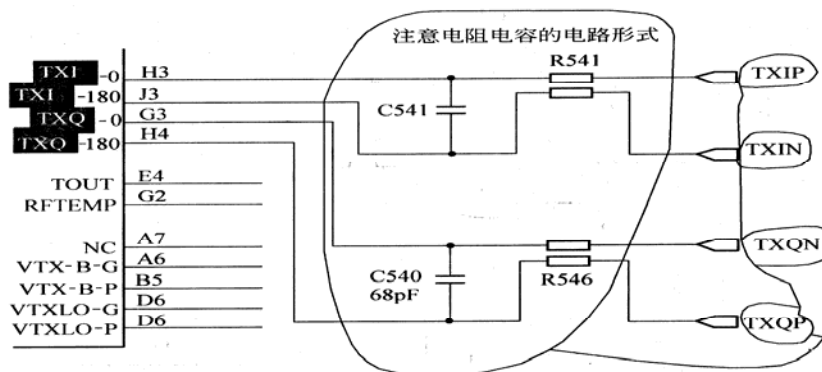 注意电阻电容的电路形式
R541
TXI -0 H3
TXIP
TXI -180 J3
C541
TXQ -0 G3
TXQ -180 H4
TXIN
TOUT E4
RFTEMP G2
NC A7
TXQN
VTX-B-G A6
C540
R546
VTX-B-P B5
68pF
VTXLO-G D6
TXQP
VTXLO-P D6